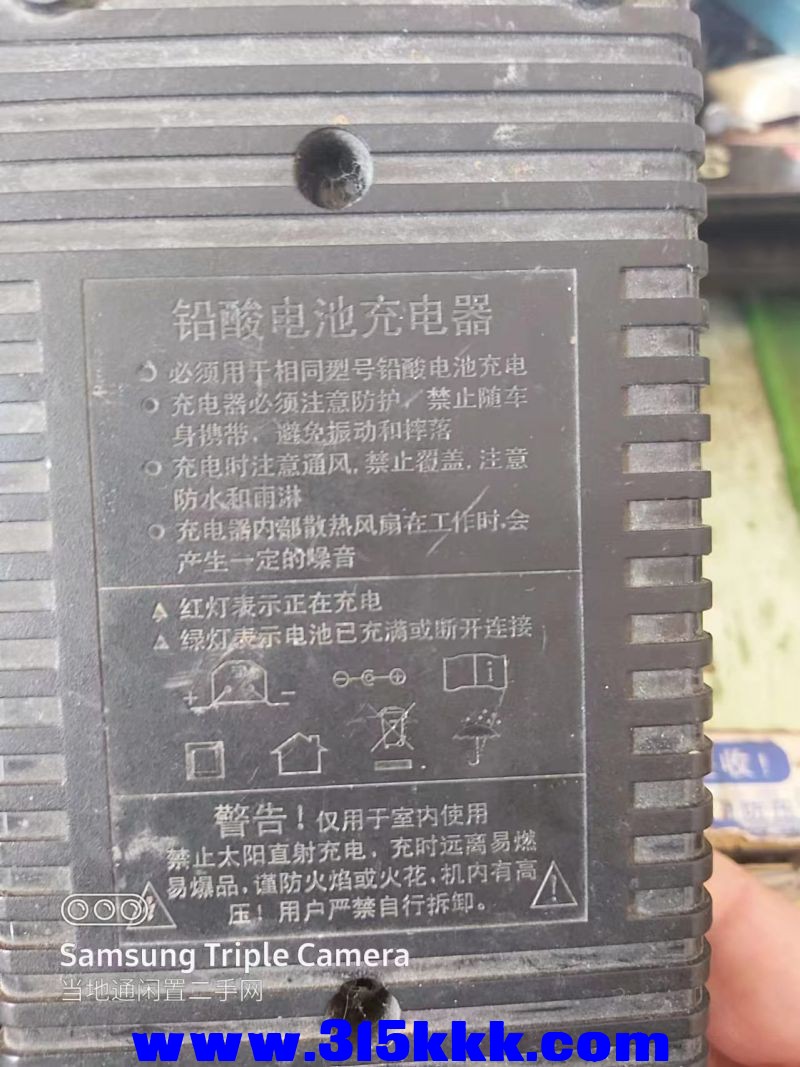 铅酸电池充电器
必须用于相同型号铅酸电池充电
充电器必须注意防护，禁止随车
身携带，避免振动和摔落
充电时注意通风，禁止覆盖，注意
防水和雨淋
充电器内部散热风扇在工作时，会
产生一定的噪音
红灯表示正在充电
绿灯表示电池已充满或断开连接
警告！仅用于室内使用
禁止太阳直射充电，充时远离易燃
易爆品，谨防火焰或火花，机内有高
压！用户严禁自行拆卸。
收！
Samsung Triple Camera
当地通闲置二手网
www.315kkk.com